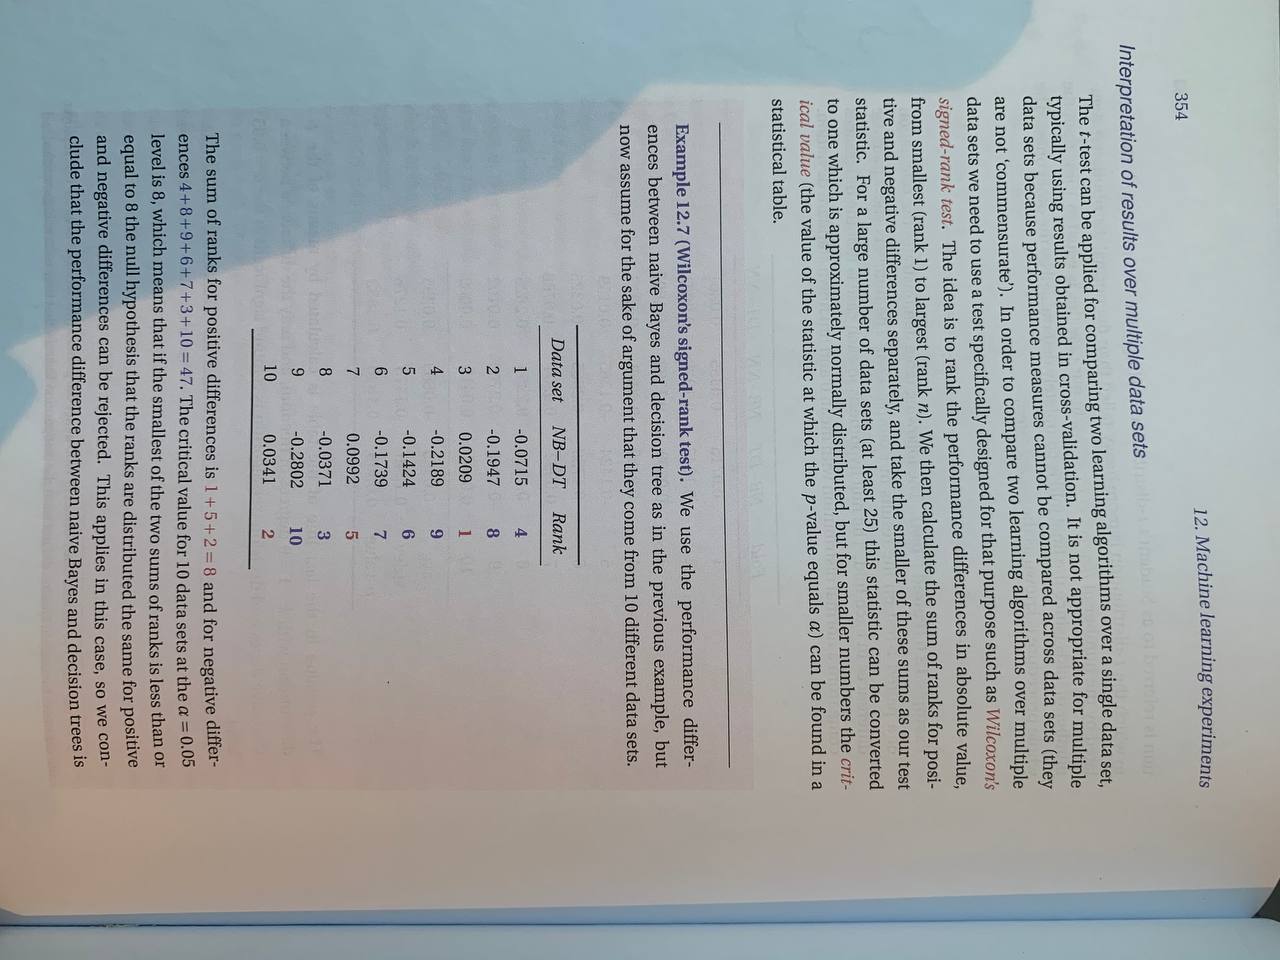 12. Machine learning experiments
354
Interpretation of results over multiple data sets
The t-test can be applied for comparing two learning algorithms over a single data set,
typically using results obtained in cross-validation. It is not appropriate for multiple
data sets because performance measures cannot be compared across data sets (they
are not ‘commensurate’). In order to compare two learning algorithms over multiple
data sets we need to use a test specifically designed for that purpose such as Wilcoxon's
signed-rank test. The idea is to rank the performance differences in absolute value,
from smallest (rank 1) to largest (rank n). We then calculate the sum of ranks for posi-
tive and negative differences separately, and take the smaller of these sums as our test
statistic. For a large number of data sets (at least 25) this statistic can be converted
to one which is approximately normally distributed, but for smaller numbers the crit-
ical value (the value of the statistic at which the p-value equals α) can be found in a
statistical table.
Example 12.7 (Wilcoxon's signed-rank test). We use the performance differ-
ences between naive Bayes and decision tree as in the previous example, but
now assume for the sake of argument that they come from 10 different data sets.
Data set NB−DT Rank
1 -0.0715 4
2 -0.1947 8
3 0.0209 1
4 -0.2189 9
5 -0.1424 6
6 -0.1739 7
7 0.0992 5
8 -0.0371 3
9 -0.2802 10
10 0.0341 2
The sum of ranks for positive differences is 1+5+2=8 and for negative differ-
ences 4+8+9+6+7+3+10=47. The critical value for 10 data sets at the α = 0.05
level is 8, which means that if the smallest of the two sums of ranks is less than or
equal to 8 the null hypothesis that the ranks are distributed the same for positive
and negative differences can be rejected. This applies in this case, so we con-
clude that the performance difference between naive Bayes and decision trees is